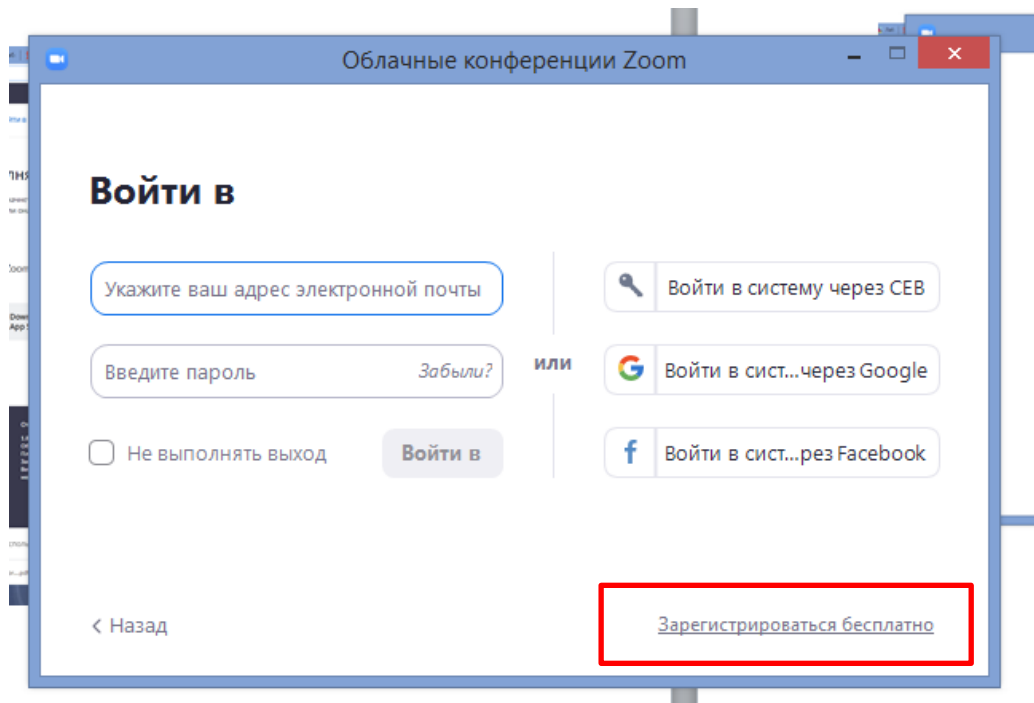 Облачные конференции Zoom
Войти в
Укажите ваш адрес электронной почты
Введите пароль
Забыли?
Не выполнять выход
Войти в
или
Войти в систему через СЕВ
Войти в сист...через Google
Войти в сист...рез Facebook
< Назад
Зарегистрироваться бесплатно